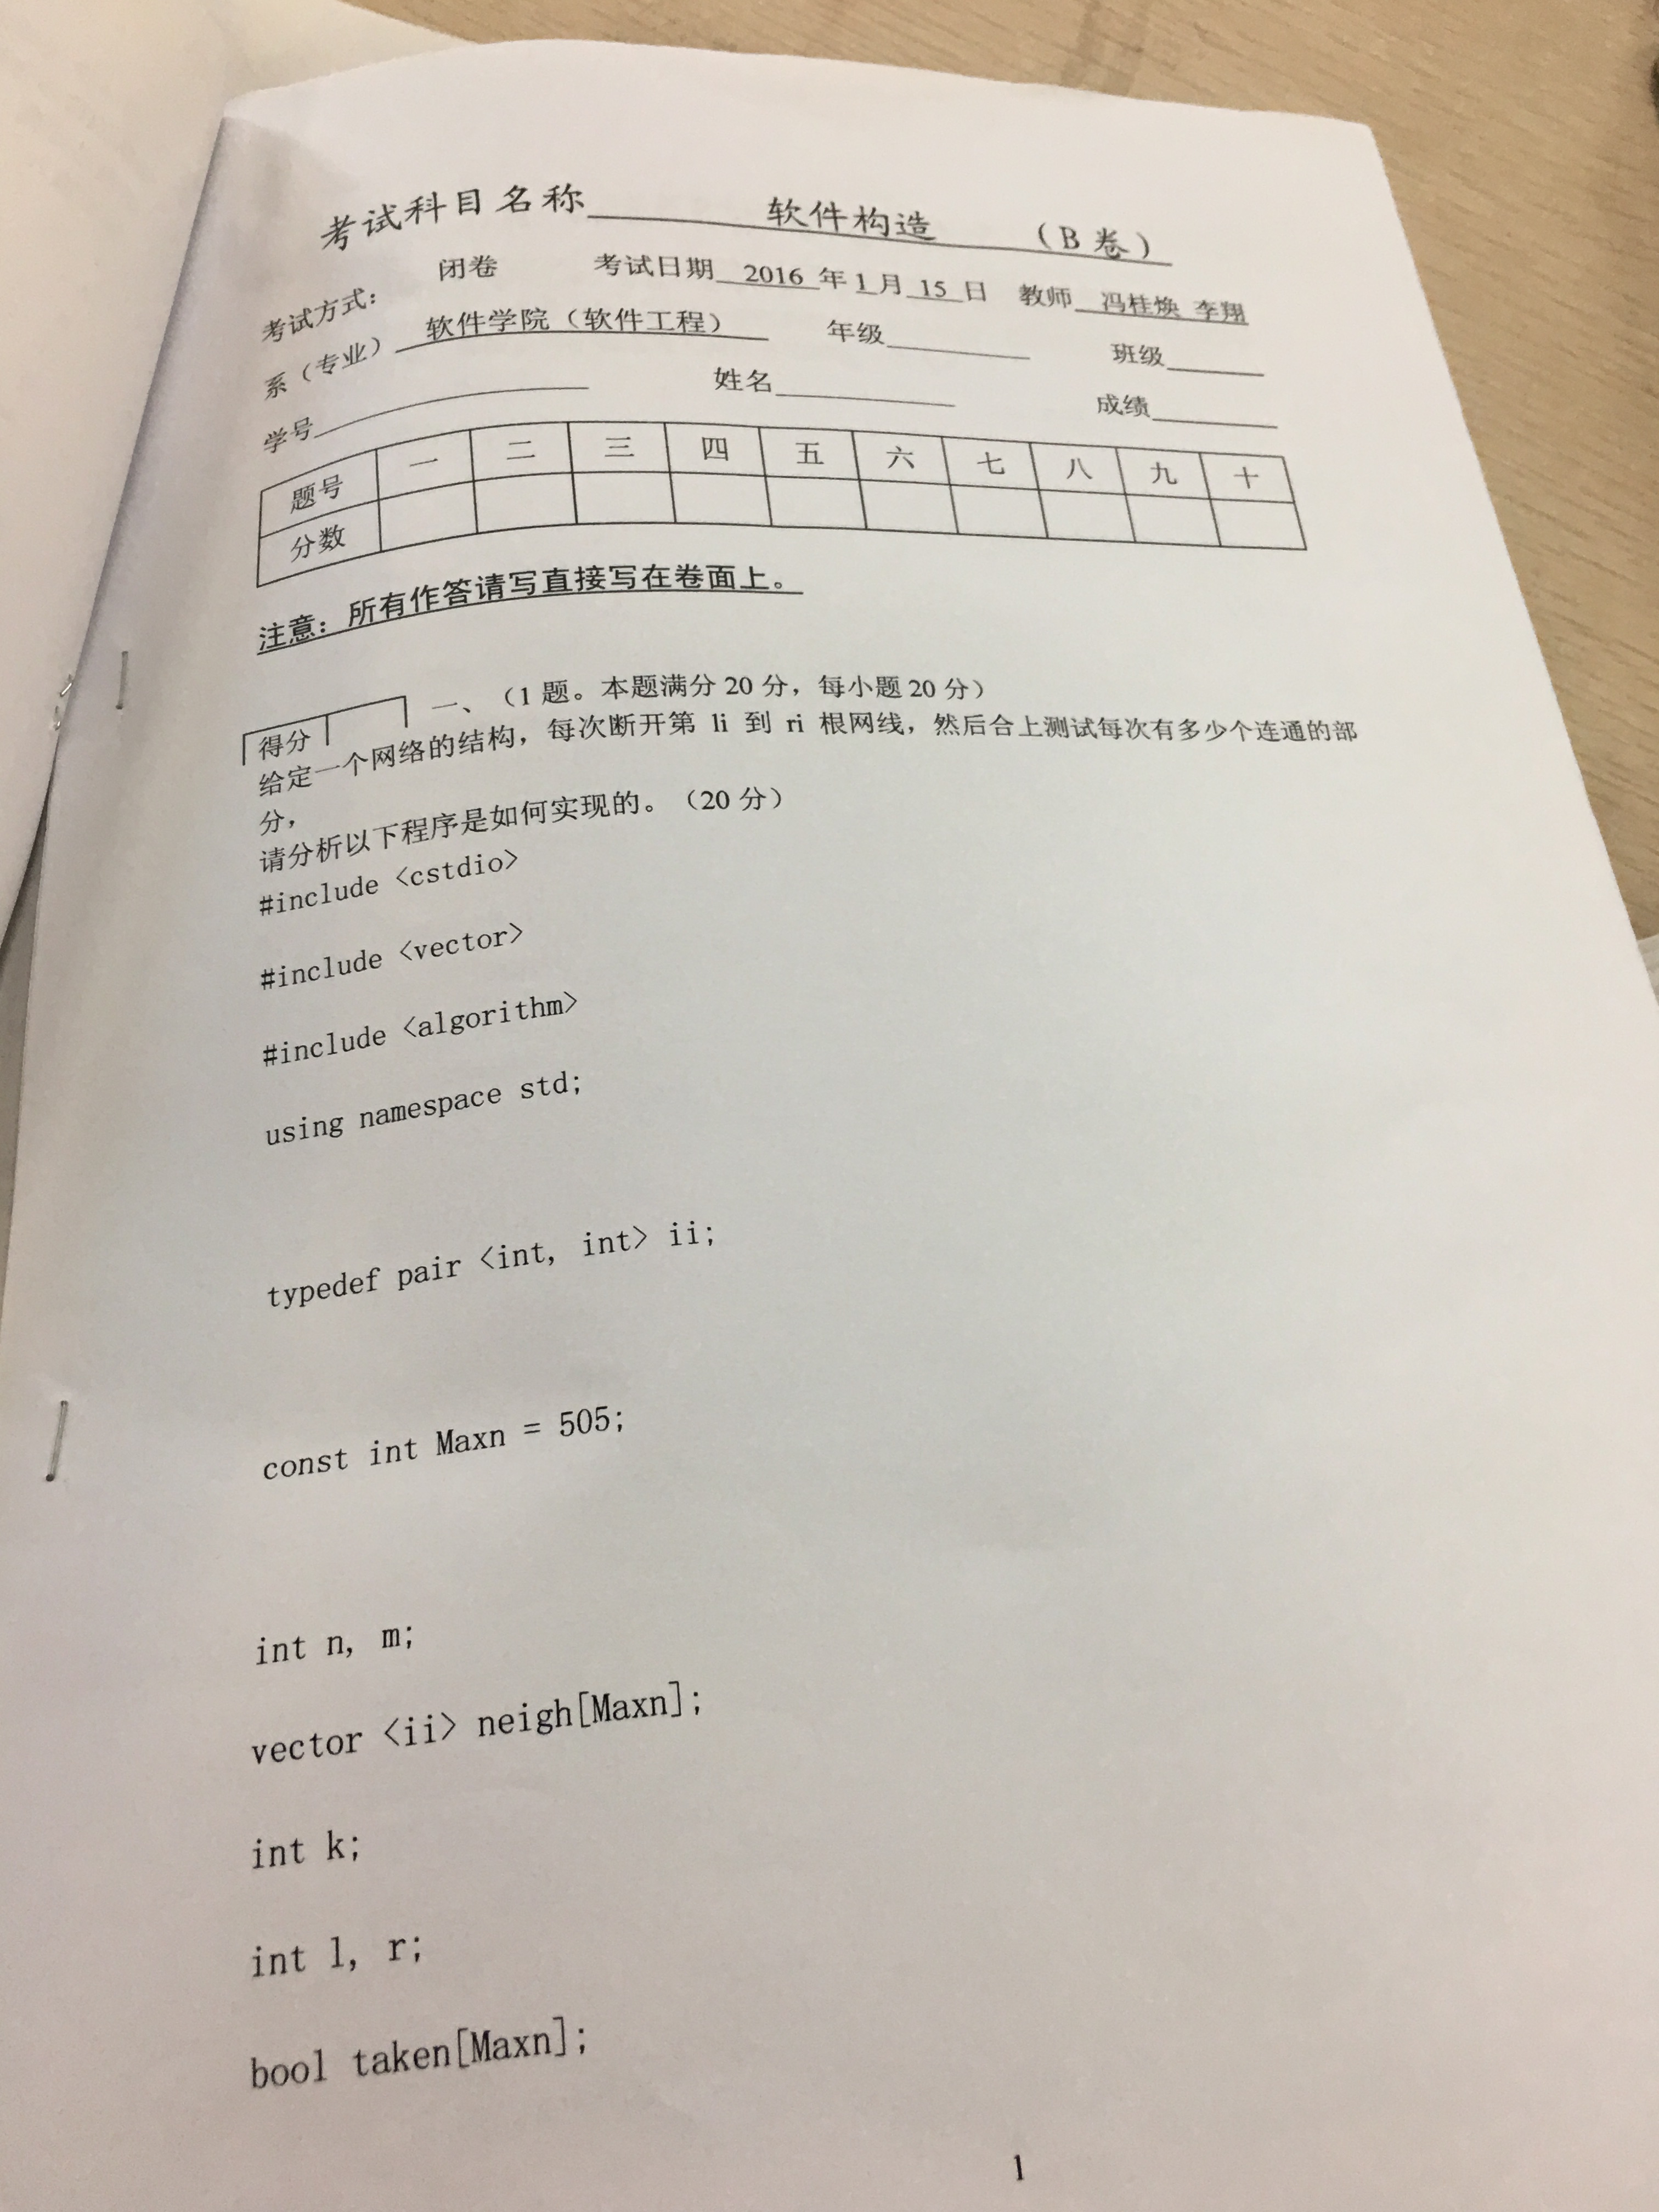 考试科目名称 软件构造 （B 卷）
考试方式： 闭卷 考试日期 2016 年 1 月 15 日 教师 冯桂焕 李翔
系（专业） 软件学院（软件工程） 年级 班级
学号 姓名 成绩
题号 一 二 三 四 五 六 七 八 九 十
分数
注意：所有作答请写直接写在卷面上。
得分 一、（1 题。本题满分 20 分，每小题 20 分）
给定一个网络的结构，每次断开第 li 到 ri 根网线，然后合上测试每次有多少个连通的部
分，
请分析以下程序是如何实现的。（20 分）
#include <cstdio>
#include <vector>
#include <algorithm>
using namespace std;
typedef pair <int, int> ii;
const int Maxn = 505;
int n, m;
vector <ii> neigh[Maxn];
int k;
int l, r;
bool taken[Maxn];
1